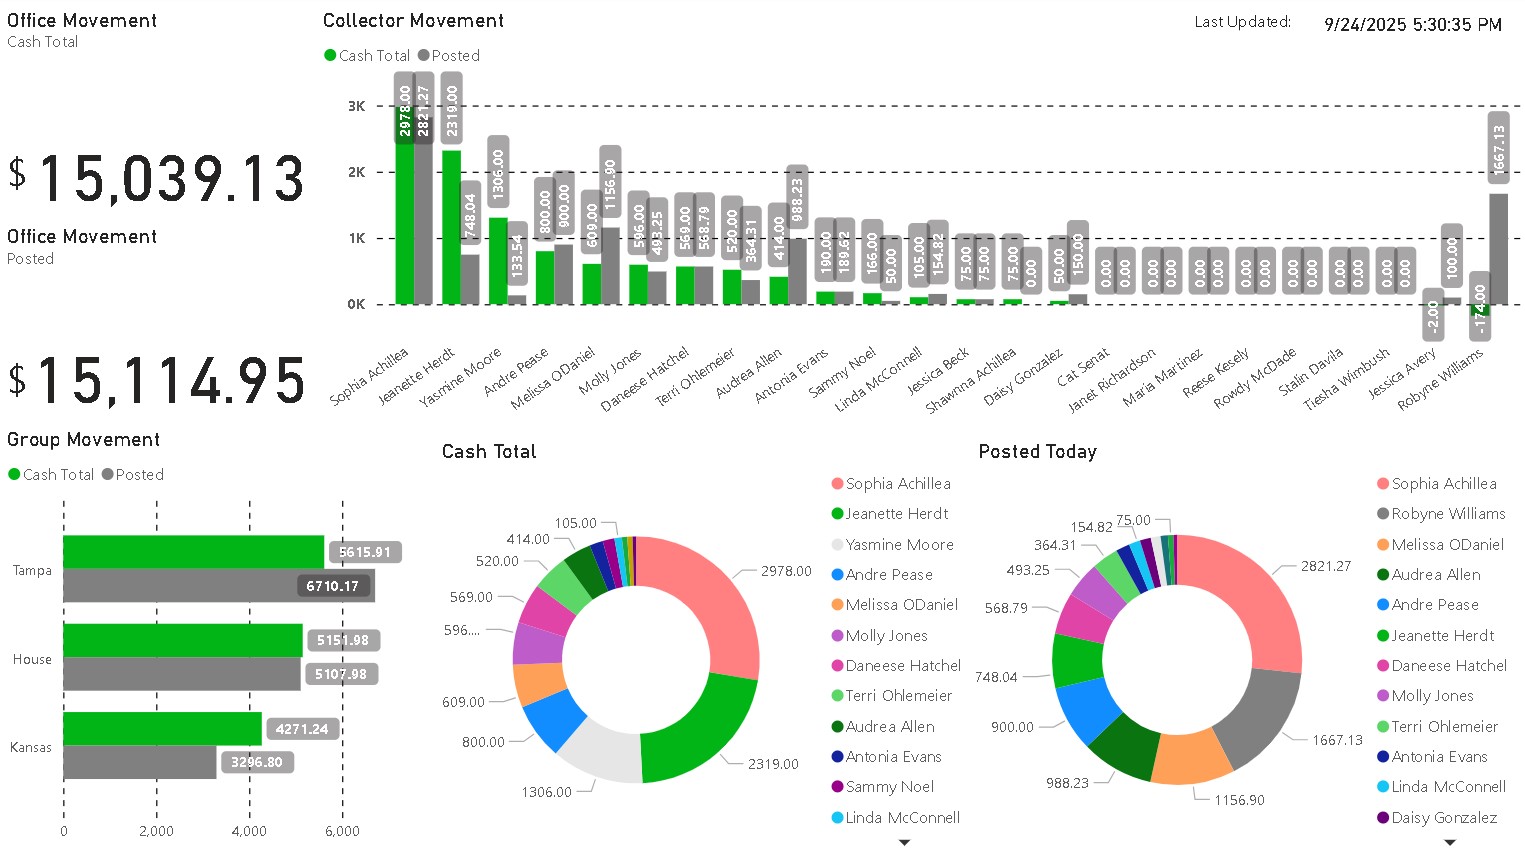 Office Movement
Cash Total
$ 15,039.13
Office Movement
Posted
$ 15,114.95
Collector Movement
Last Updated: 9/24/2025 5:30:35 PM
Cash Total Posted
3K
2K
1K
0K
2978.00 2821.27 2319.00 748.04 1306.00 133.54 800.00 900.00 609.00 1156.90 596.00 493.25 569.00 568.79 520.00 364.31 414.00 988.23 190.00 189.62 166.00 50.00 105.00 154.82 75.00 75.00 75.00 0.00 50.00 150.00 0.00 0.00 0.00 0.00 0.00 0.00 0.00 0.00 0.00 0.00 0.00 0.00 0.00 0.00 -2.00 100.00 -174.00 1667.13
Sophia Achillea
Jeanette Herdt
Yasmine Moore
Andre Pease
Melissa ODaniel
Molly Jones
Daneese Hatchel
Terri Ohlemeier
Audrea Allen
Antonia Evans
Sammy Noel
Linda McConnell
Jessica Beck
Shawnna Achillea
Daisy Gonzalez
Cat Senat
Janet Richardson
Maria Martinez
Reese Kesely
Rowdy McDade
Stalin Davila
Tiesha Wimbush
Jessica Avery
Robyne Williams
Group Movement
Cash Total Posted
Tampa
5615.91
6710.17
House
5151.98
5107.98
Kansas
4271.24
3296.80
0 2,000 4,000 6,000
Cash Total
105.00
414.00
520.00
569.00
596....
609.00
800.00
1306.00
2319.00
2978.00
Sophia Achillea
Jeanette Herdt
Yasmine Moore
Andre Pease
Melissa ODaniel
Molly Jones
Daneese Hatchel
Terri Ohlemeier
Audrea Allen
Antonia Evans
Sammy Noel
Linda McConnell
Posted Today
75.00
154.82
364.31
493.25
568.79
748.04
900.00
988.23
1156.90
1667.13
2821.27
Sophia Achillea
Robyne Williams
Melissa ODaniel
Audrea Allen
Andre Pease
Jeanette Herdt
Daneese Hatchel
Molly Jones
Terri Ohlemeier
Antonia Evans
Linda McConnell
Daisy Gonzalez